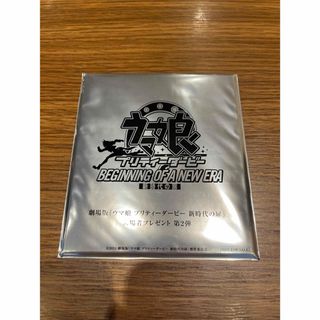 ウマ娘
プリティーダービー
BEGINNING OF A NEW ERA
新時代の扉
劇場版『ウマ娘 プリティーダービー 新時代の扉』
入場者プレゼント 第2弾